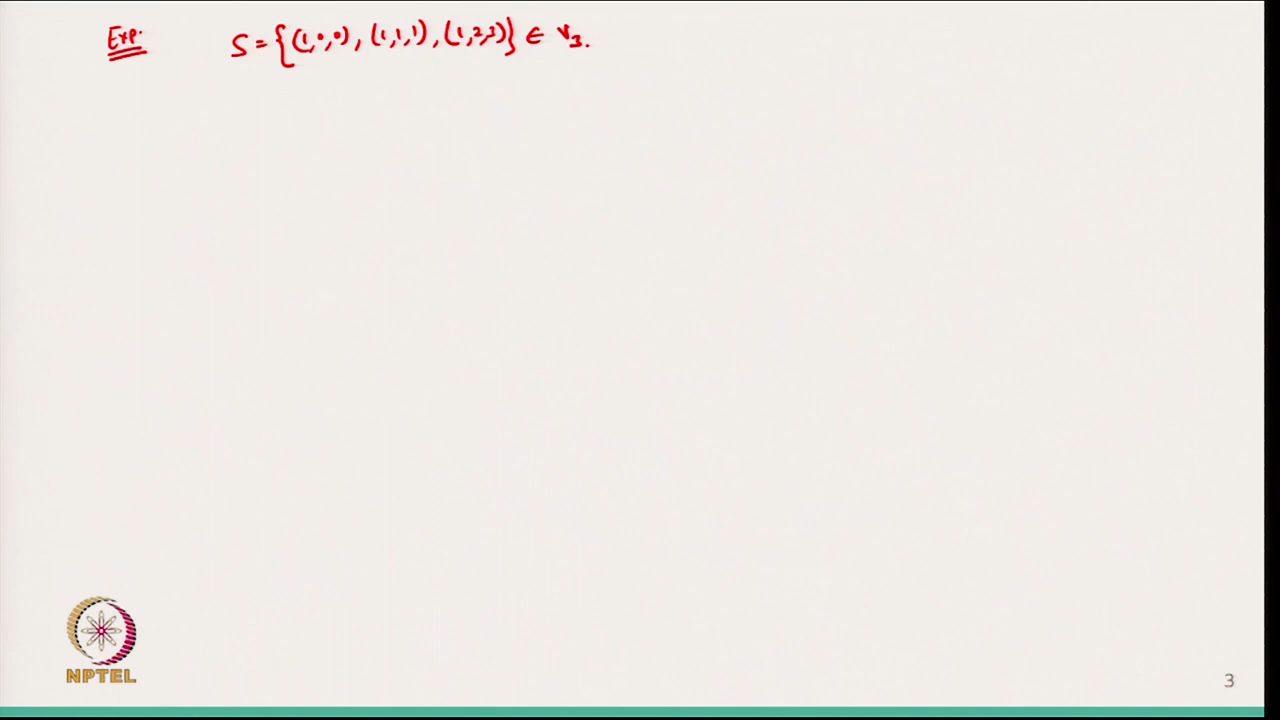 Exp. S = {(1,0,0), (1,1,1), (1,2,3)} ∈ V₃.
NPTEL
3